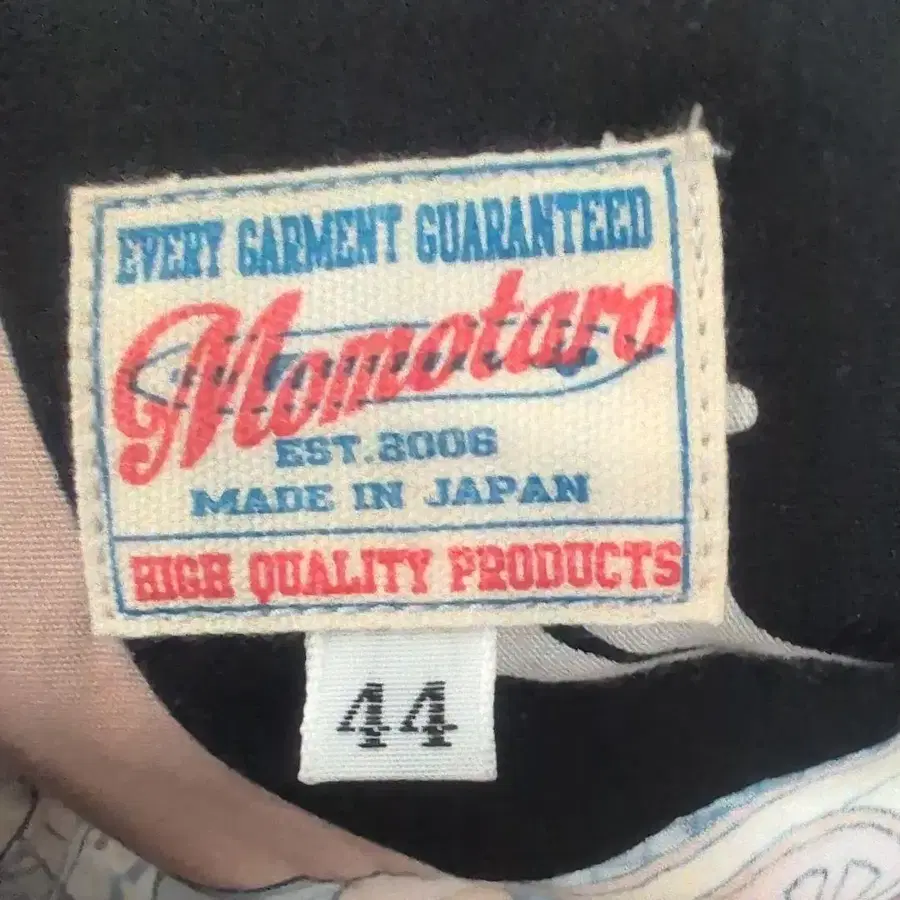 EVERY GARMENT GUARANTEED
Momotaro
EST.2006
MADE IN JAPAN
HIGH QUALITY PRODUCTS
44